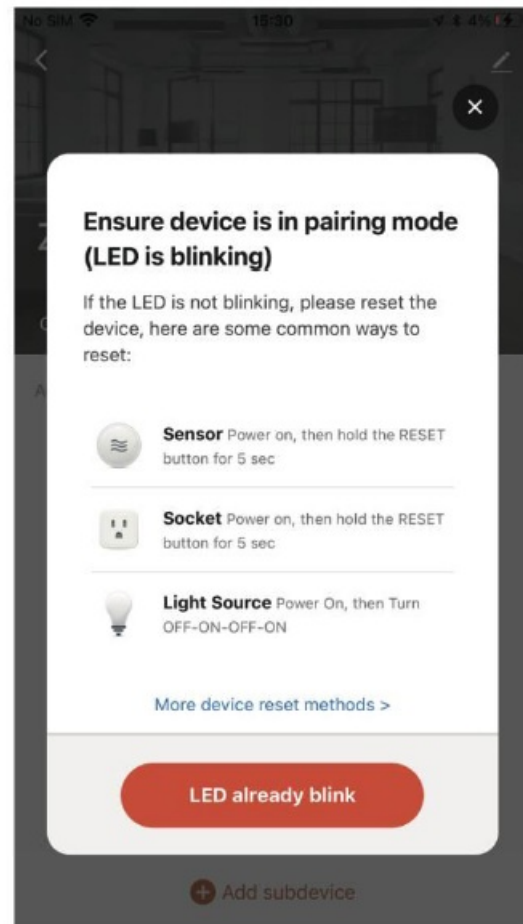 No SIM 15:30 4%
Ensure device is in pairing mode
(LED is blinking)
If the LED is not blinking, please reset the
device, here are some common ways to
reset:
Sensor Power on, then hold the RESET
button for 5 sec
Socket Power on, then hold the RESET
button for 5 sec
Light Source Power On, then Turn
OFF-ON-OFF-ON
More device reset methods >
LED already blink
Add subdevice